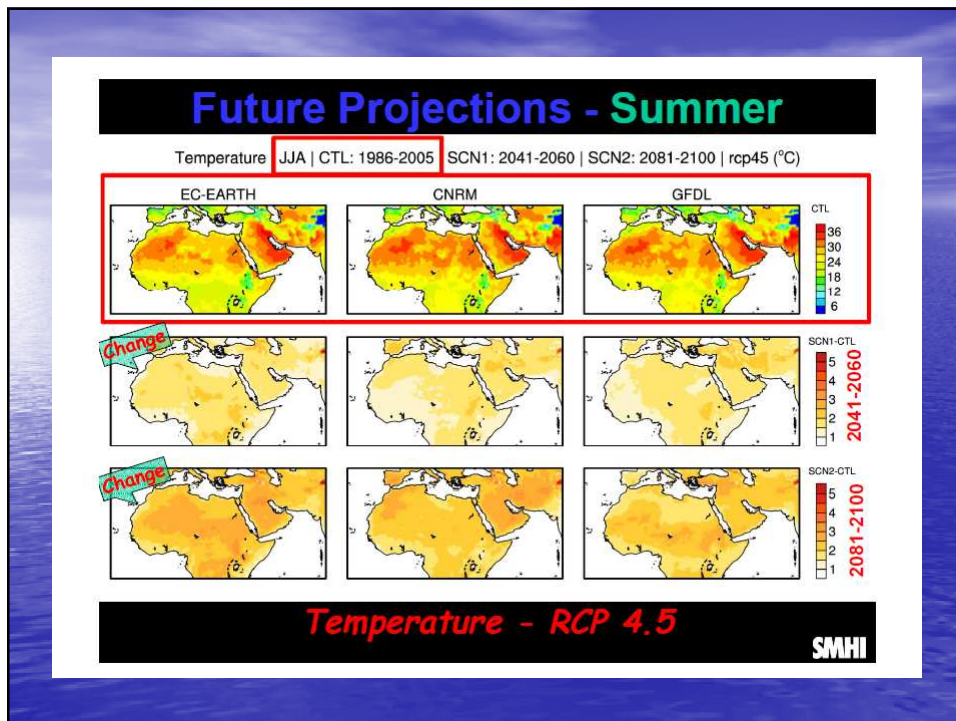 Future Projections - Summer
Temperature JJA | CTL: 1986-2005 SCN1: 2041-2060 | SCN2: 2081-2100 | rcp45 (°C)
EC-EARTH CNRM GFDL
CTL
36
30
24
18
12
6
Change
SCN1-CTL
5
4
3
2
1
2041-2060
Change
SCN2-CTL
5
4
3
2
1
2081-2100
Temperature - RCP 4.5
SMHI